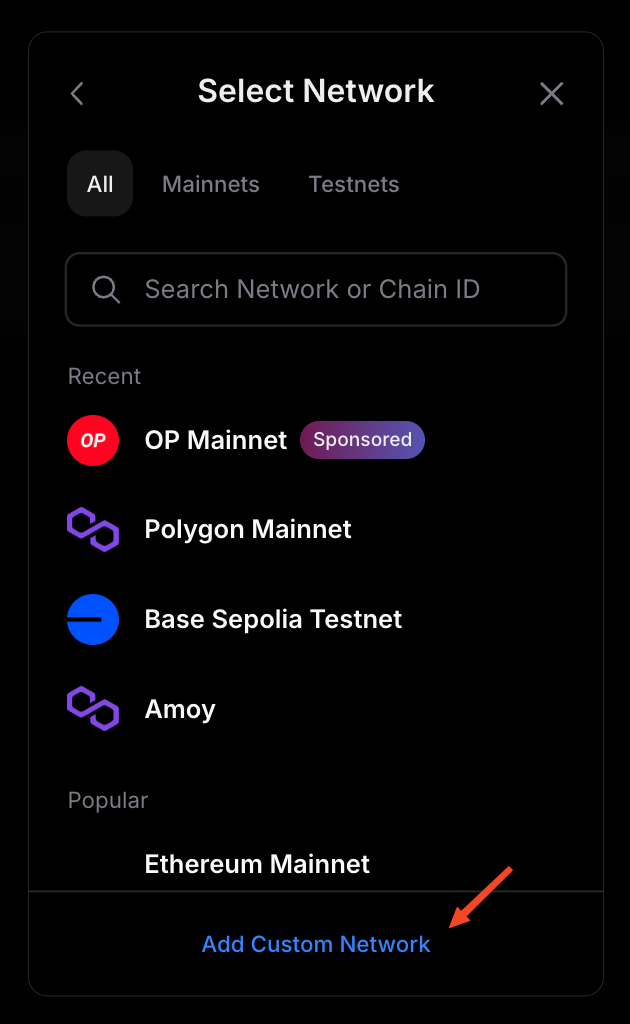 Select Network
All Mainnets Testnets
Search Network or Chain ID
Recent
OP OP Mainnet Sponsored
Polygon Mainnet
Base Sepolia Testnet
Amoy
Popular
Ethereum Mainnet
Add Custom Network